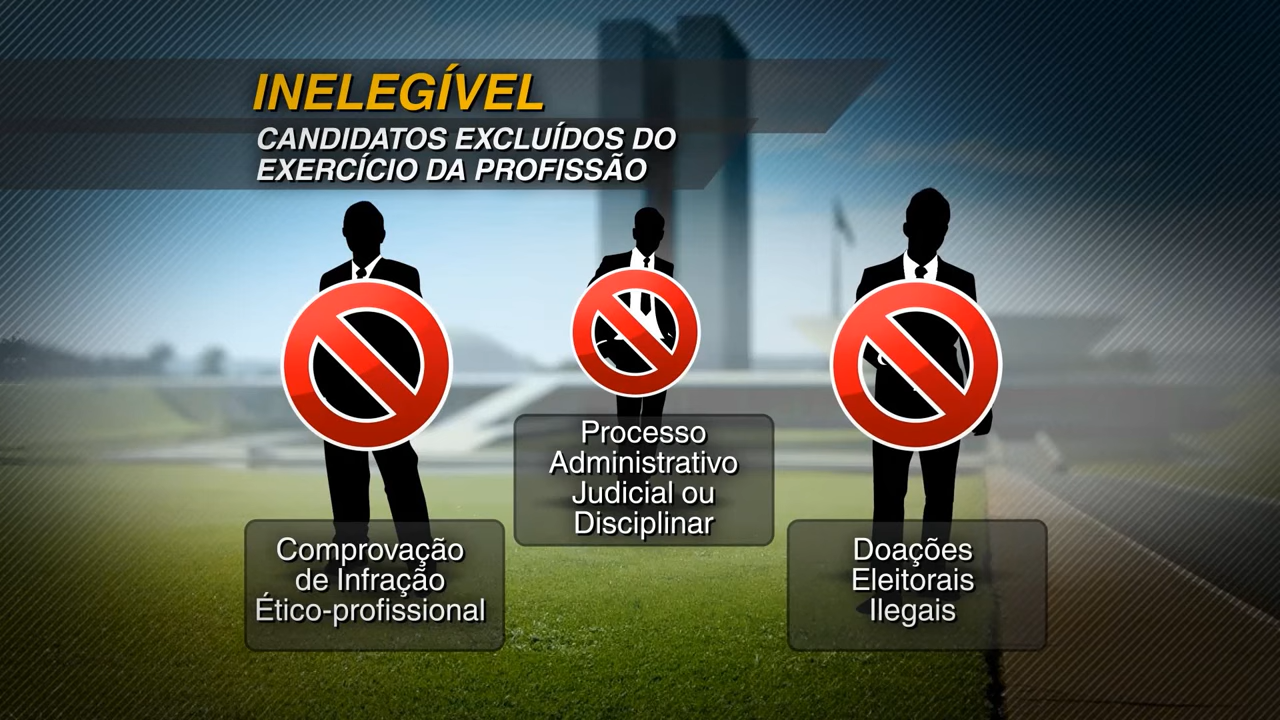 INELEGÍVEL
CANDIDATOS EXCLUÍDOS DO
EXERCÍCIO DA PROFISSÃO
Comprovação
de Infração
Ético-profissional
Processo
Administrativo
Judicial ou
Disciplinar
Doações
Eleitorais
Ilegais